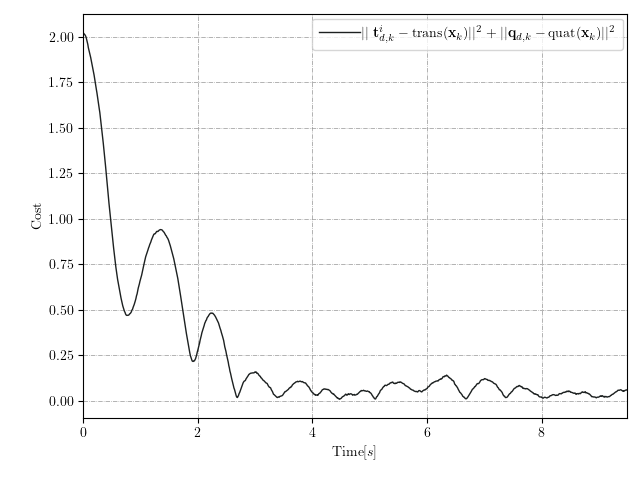 || t^i_{d,k} − trans(x_k)||^2 + ||q_{d,k} − quat(x_k)||^2
2.00
1.75
1.50
1.25
1.00
0.75
0.50
0.25
0.00
Cost
0 2 4 6 8
Time[s]